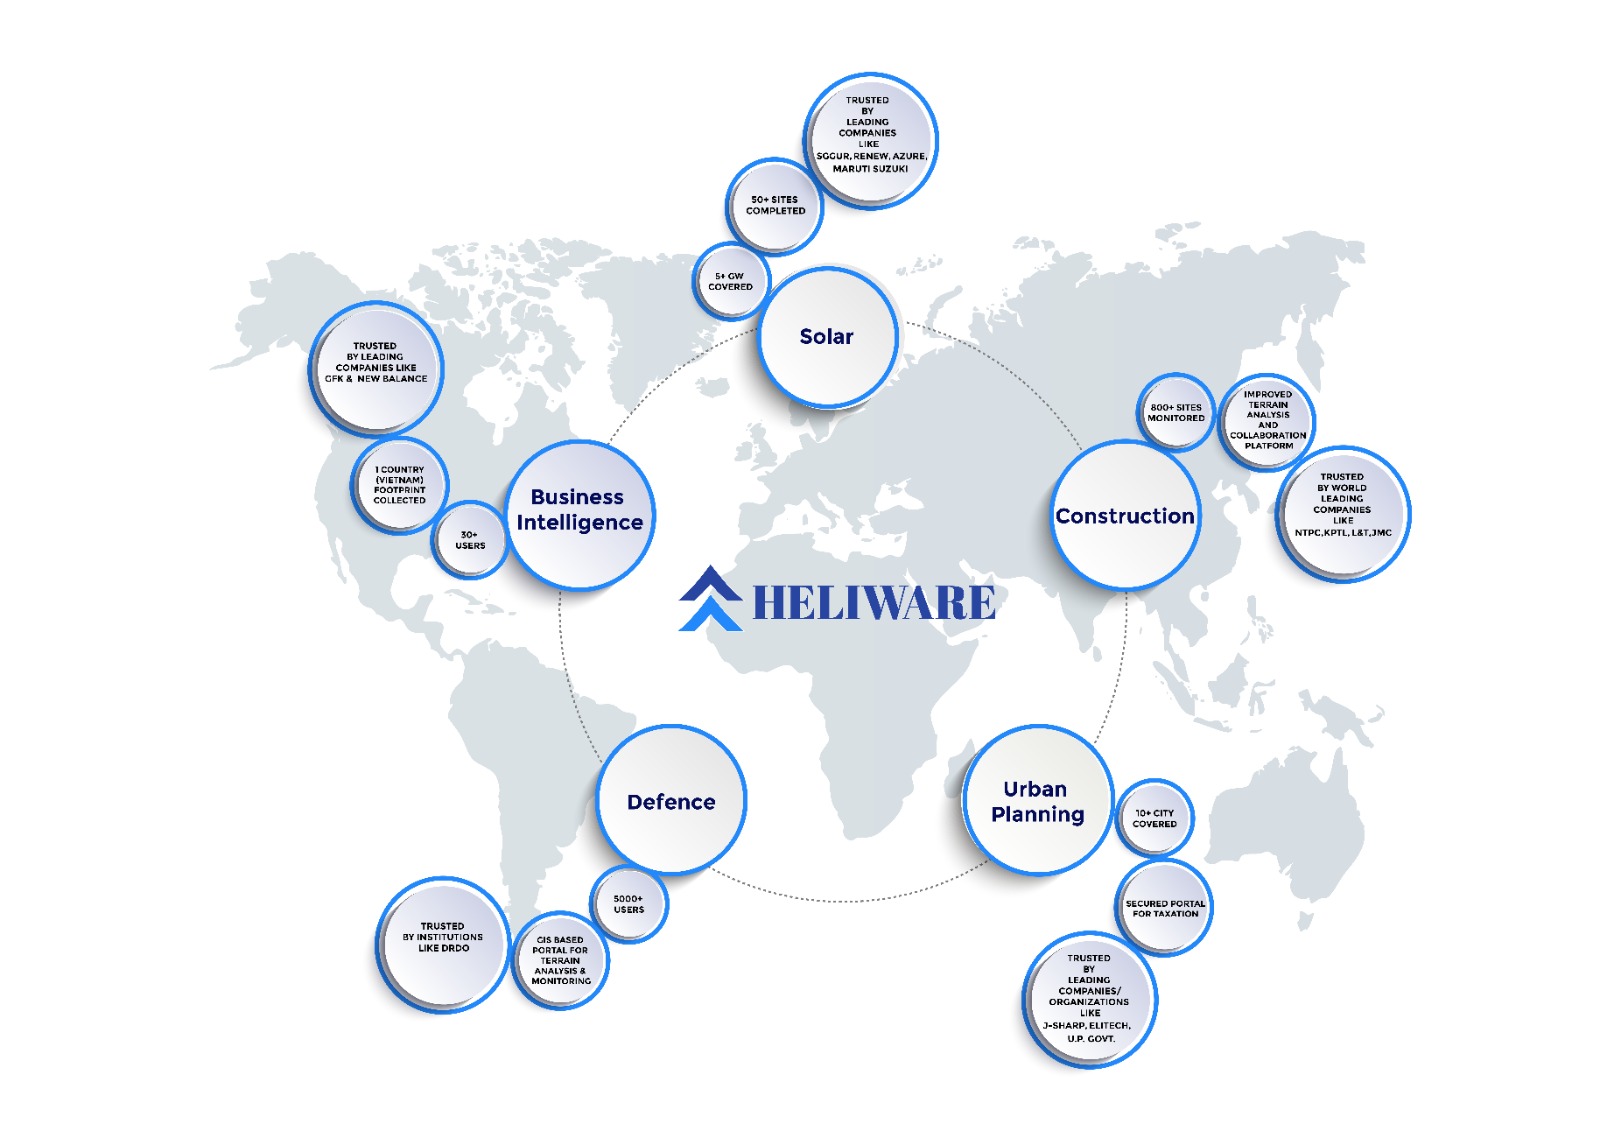 TRUSTED
BY
LEADING
COMPANIES
LIKE
SGGUR, RENEW, AZURE,
MARUTI SUZUKI
50+ SITES
COMPLETED
5+ GW
COVERED
Solar
TRUSTED
BY LEADING
COMPANIES LIKE
GFK & NEW BALANCE
1 COUNTRY
(VIETNAM)
FOOTPRINT
COLLECTED
30+
USERS
Business
Intelligence
800+ SITES
MONITORED
IMPROVED
TERRAIN
ANALYSIS
AND
COLLABORATION
PLATFORM
TRUSTED
BY WORLD
LEADING
COMPANIES
LIKE
NTPC,KPTL, L&T,JMC
Construction
HELIWARE
Defence
5000+
USERS
GIS BASED
PORTAL FOR
TERRAIN
ANALYSIS &
MONITORING
TRUSTED
BY INSTITUTIONS
LIKE DRDO
Urban
Planning
10+ CITY
COVERED
SECURED PORTAL
FOR TAXATION
TRUSTED
BY
LEADING
COMPANIES/
ORGANIZATIONS
LIKE
J-SHARP, ELITECH,
U.P. GOVT.